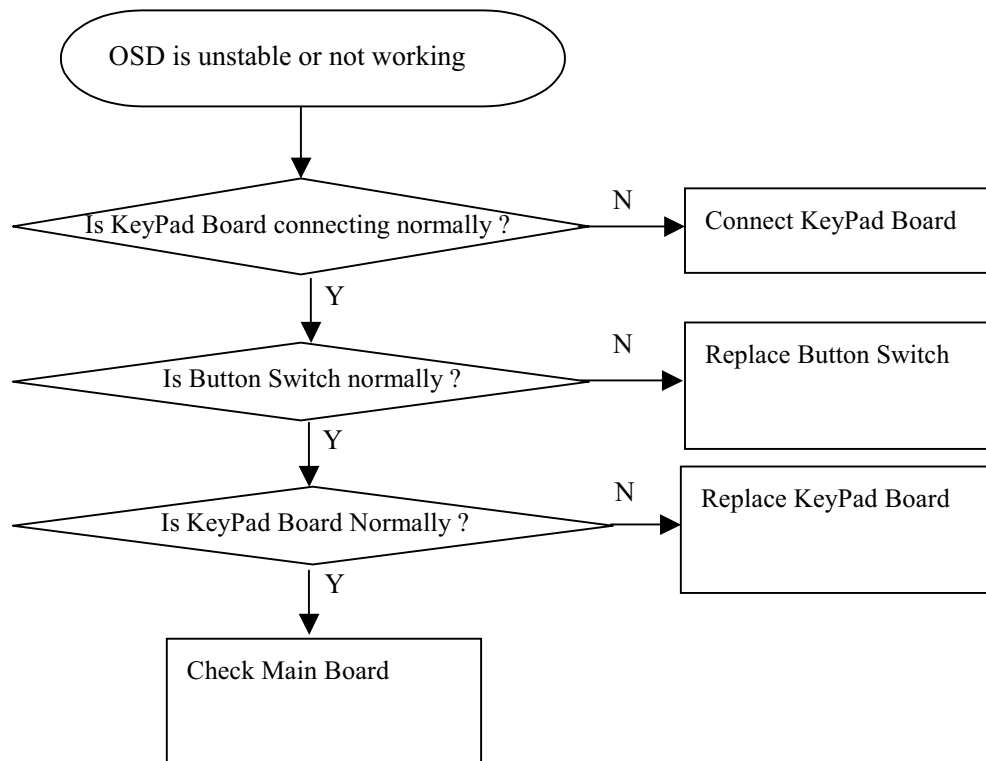 OSD is unstable or not working
Is KeyPad Board connecting normally ?
N
Connect KeyPad Board
Y
Is Button Switch normally ?
N
Replace Button Switch
Y
Is KeyPad Board Normally ?
N
Replace KeyPad Board
Y
Check Main Board